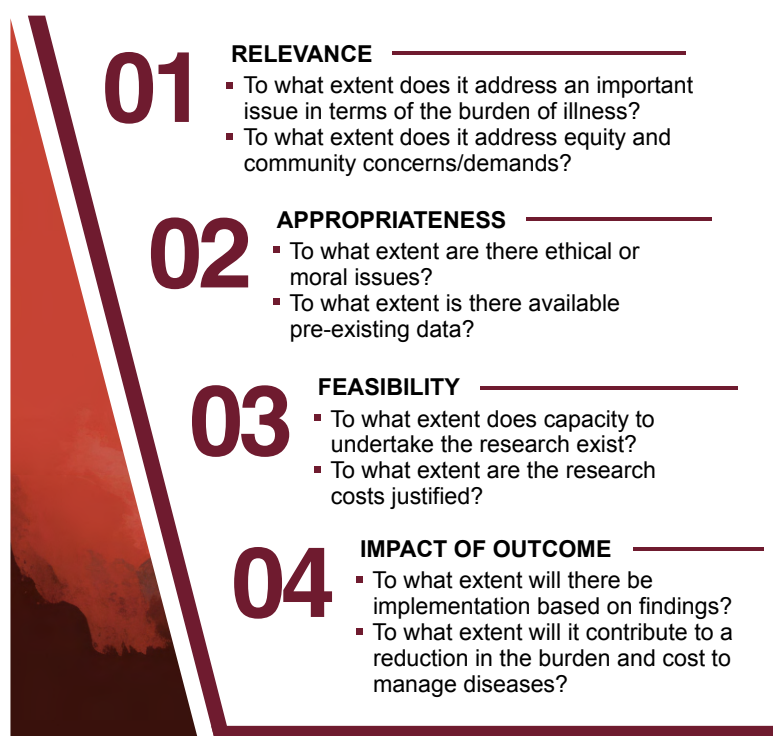 01
RELEVANCE
▪ To what extent does it address an important
issue in terms of the burden of illness?
▪ To what extent does it address equity and
community concerns/demands?
02
APPROPRIATENESS
▪ To what extent are there ethical or
moral issues?
▪ To what extent is there available
pre-existing data?
03
FEASIBILITY
▪ To what extent does capacity to
undertake the research exist?
▪ To what extent are the research
costs justified?
04
IMPACT OF OUTCOME
▪ To what extent will there be
implementation based on findings?
▪ To what extent will it contribute to a
reduction in the burden and cost to
manage diseases?